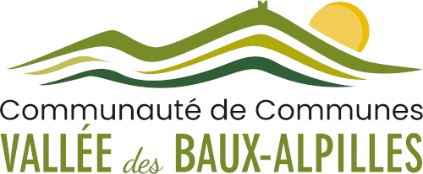 Communauté de Communes
VALLÉE des BAUX-ALPILLES